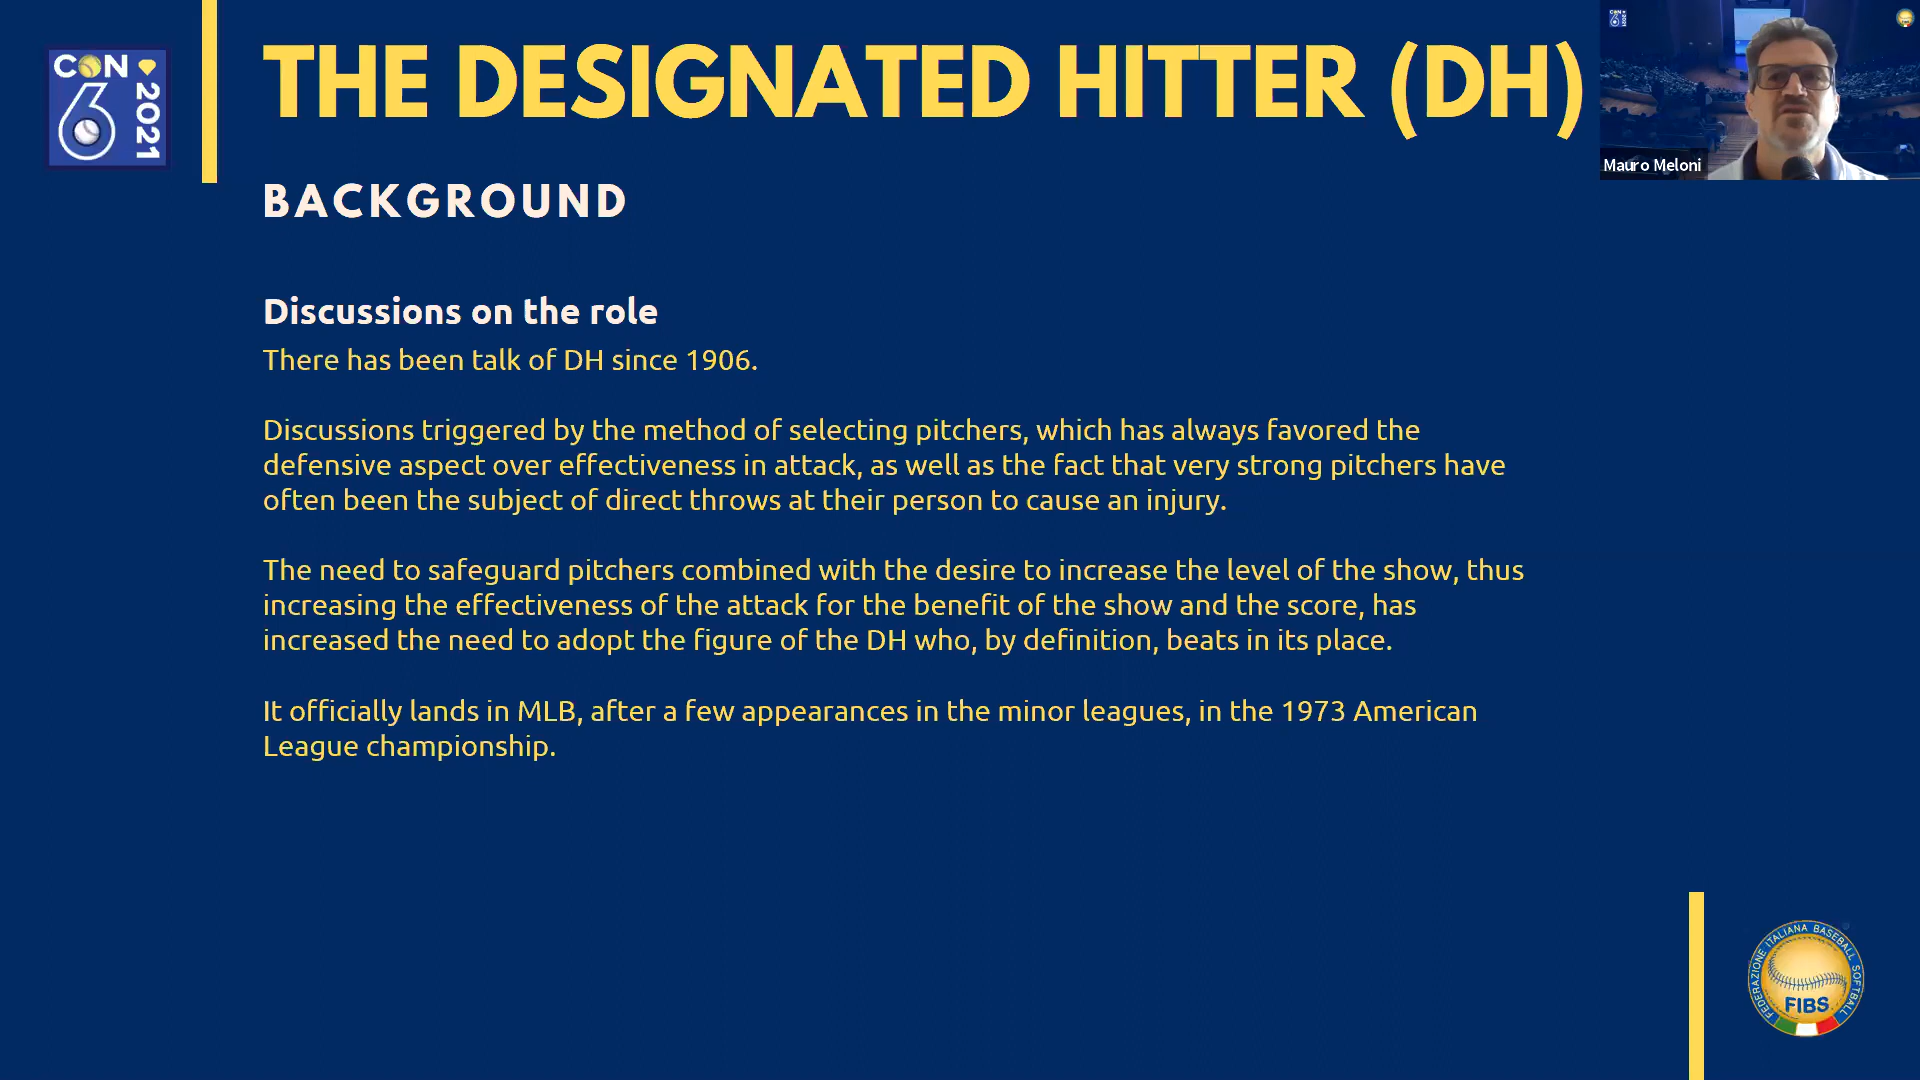 CON
6
2021
THE DESIGNATED HITTER (DH)
Mauro Meloni
BACKGROUND
Discussions on the role
There has been talk of DH since 1906.
Discussions triggered by the method of selecting pitchers, which has always favored the
defensive aspect over effectiveness in attack, as well as the fact that very strong pitchers have
often been the subject of direct throws at their person to cause an injury.
The need to safeguard pitchers combined with the desire to increase the level of the show, thus
increasing the effectiveness of the attack for the benefit of the show and the score, has
increased the need to adopt the figure of the DH who, by definition, beats in its place.
It officially lands in MLB, after a few appearances in the minor leagues, in the 1973 American
League championship.
FEDERAZIONE ITALIANA BASEBALL SOFTBALL
FIBS